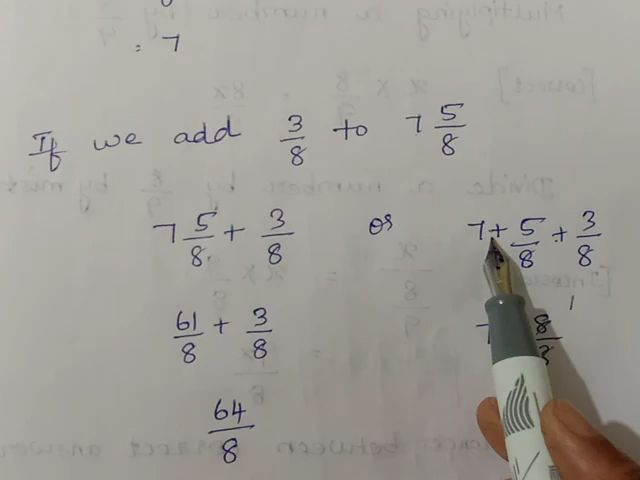 = 7
If we add 3/8 to 7 5/8
7 5/8 + 3/8 or 7 + 5/8 + 3/8
61/8 + 3/8
64/8